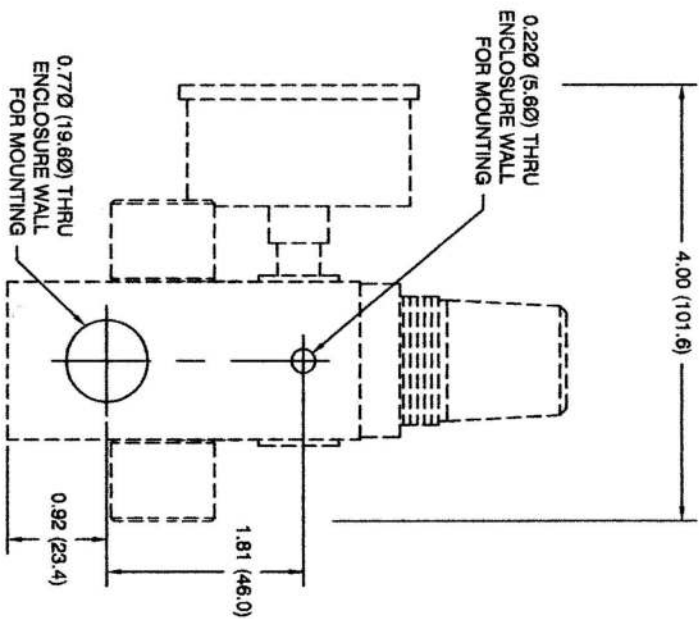 0.22Ø (5.6Ø) THRU
ENCLOSURE WALL
FOR MOUNTING
4.00 (101.6)
0.77Ø (19.6Ø) THRU
ENCLOSURE WALL
FOR MOUNTING
1.81 (46.0)
0.92 (23.4)